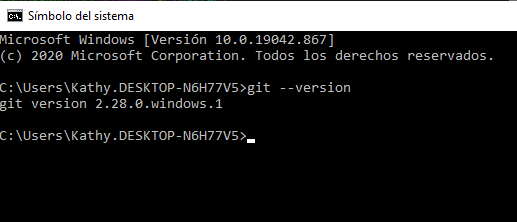 Símbolo del sistema
Microsoft Windows [Versión 10.0.19042.867]
(c) 2020 Microsoft Corporation. Todos los derechos reservados.
C:\Users\Kathy.DESKTOP-N6H77V5>git --version
git version 2.28.0.windows.1
C:\Users\Kathy.DESKTOP-N6H77V5>